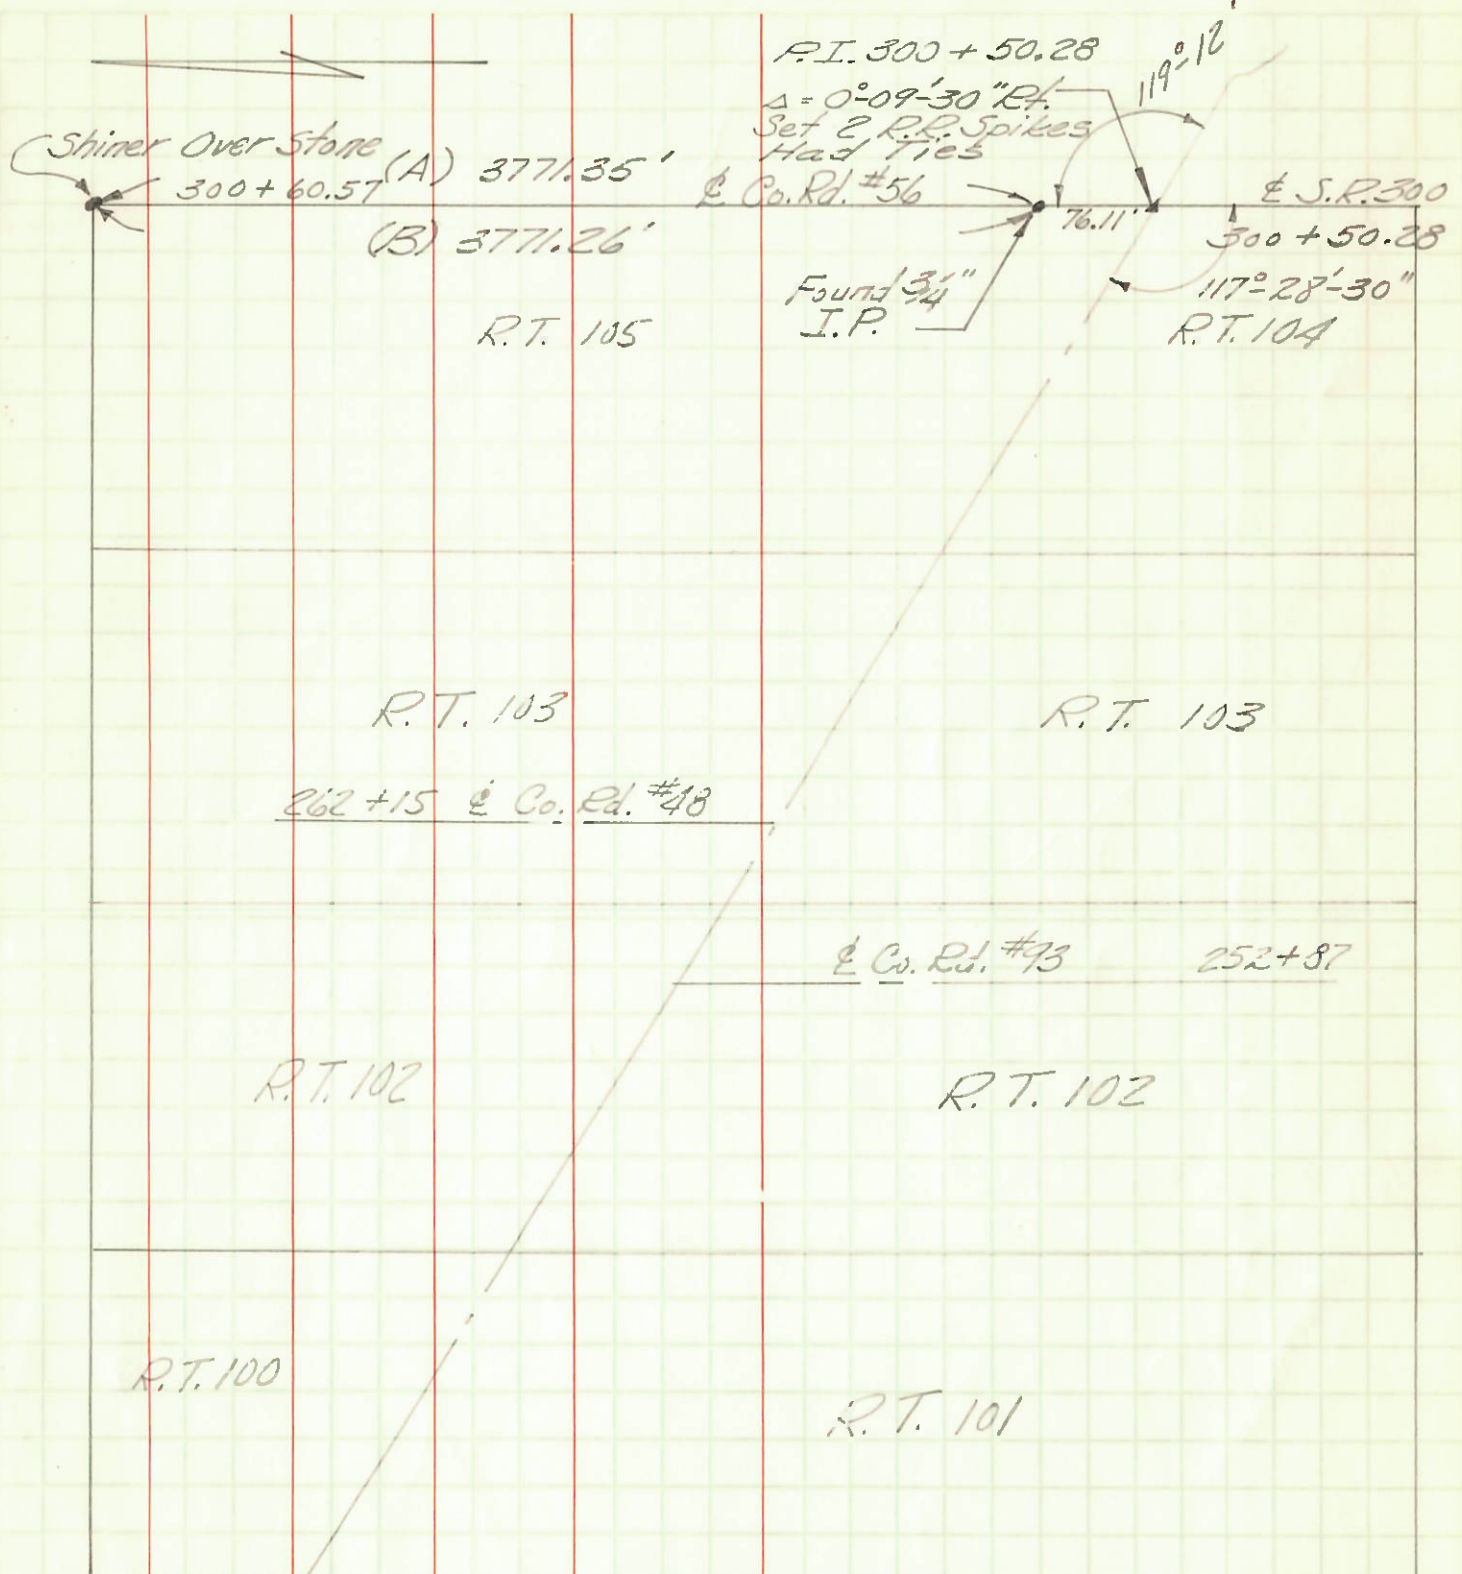 P.I. 300 + 50.28
119°-12'
Δ = 0°-09'-30" Rt.
Set 2 R.R. Spikes
Had Ties
Shiner Over Stone
300 + 60.57
(A) 3771.35'
℄ Co. Rd. #56
℄ S.R. 300
76.11'
300 + 50.28
(B) 3771.26'
Found 3/4"
I.P.
117°-28'-30"
R.T. 105
R.T. 104
R.T. 103
R.T. 103
262 +15 ℄ Co. Rd. #48
℄ Co. Rd. #93 252+87
R.T. 102
R.T. 102
R.T. 100
R.T. 101